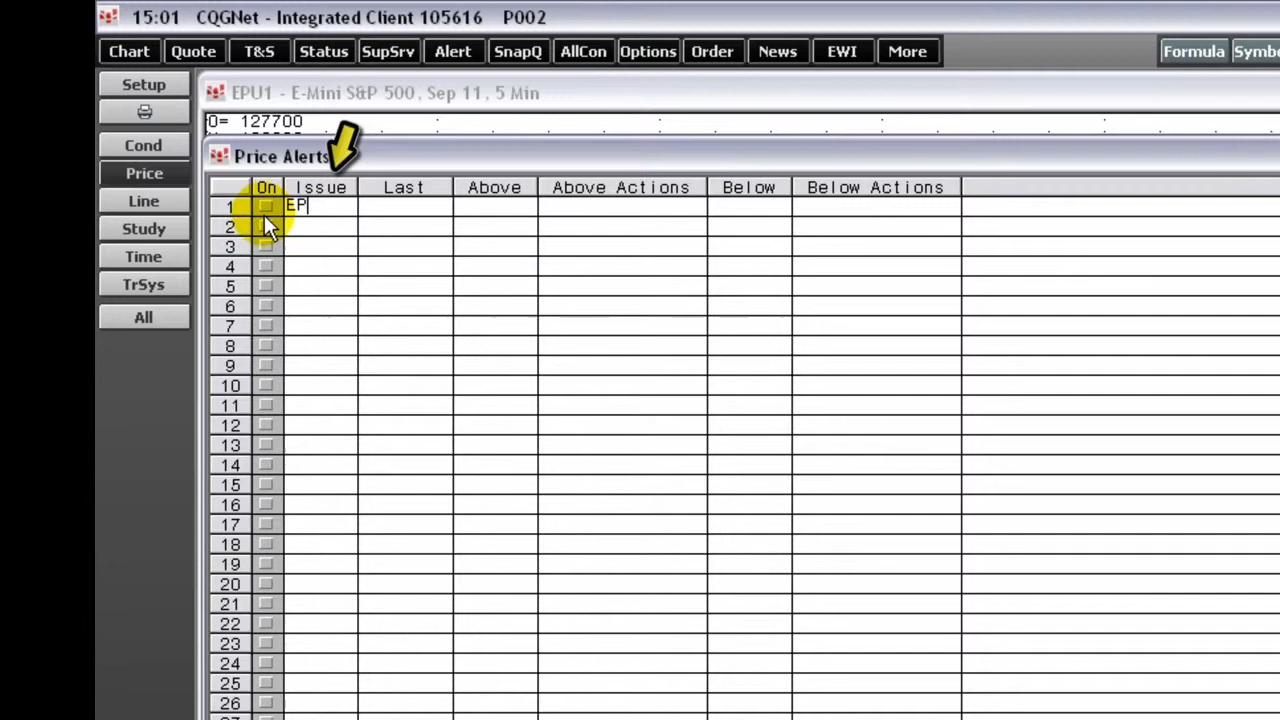 15:01 CQGNet - Integrated Client 105616 P002
Chart Quote T&S Status SupSrv Alert SnapQ AllCon Options Order News EWI More Formula Symbo
Setup
EPU1 - E-Mini S&P 500, Sep 11, 5 Min
O= 127700
Cond
Price Alerts
Price
On Issue Last Above Above Actions Below Below Actions
Line
1 EP
Study
2
Time
3
TrSys
4
5
All
6
7
8
9
10
11
12
13
14
15
16
17
18
19
20
21
22
23
24
25
26